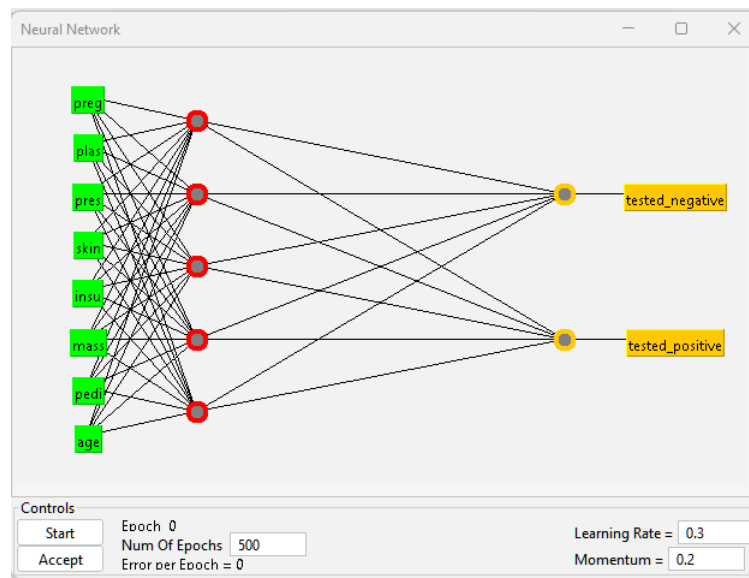 Neural Network
preg
plas
pres
skin
insu
mass
pedi
age
tested_negative
tested_positive
Controls
Start
Accept
Epoch 0
Num Of Epochs 500
Error per Epoch = 0
Learning Rate = 0.3
Momentum = 0.2